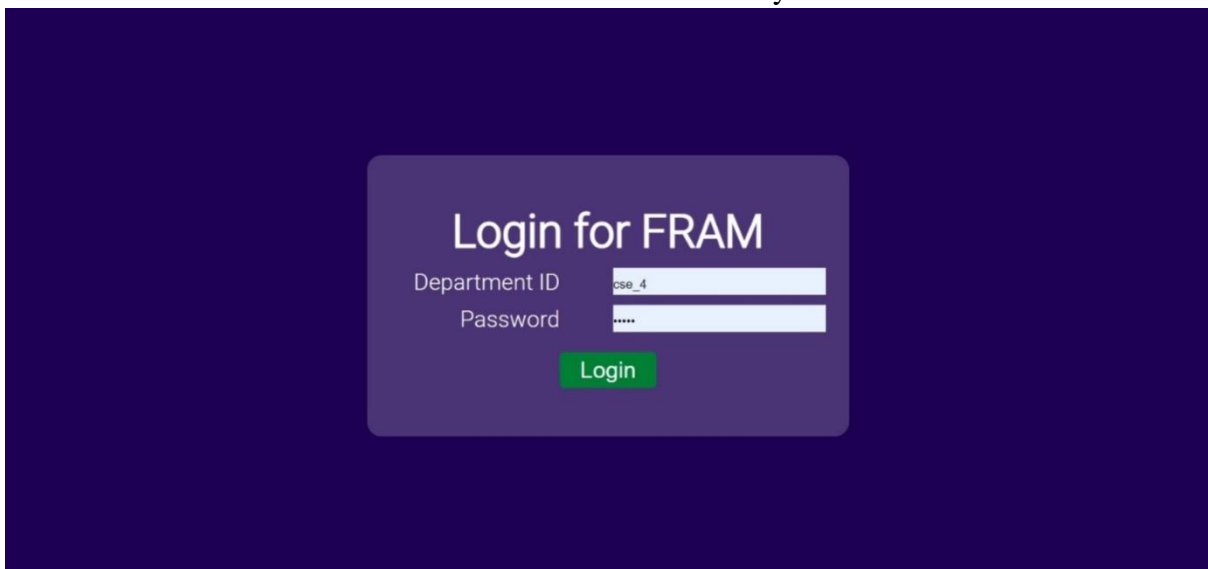 Login for FRAM
Department ID cse_4
Password •••••
Login